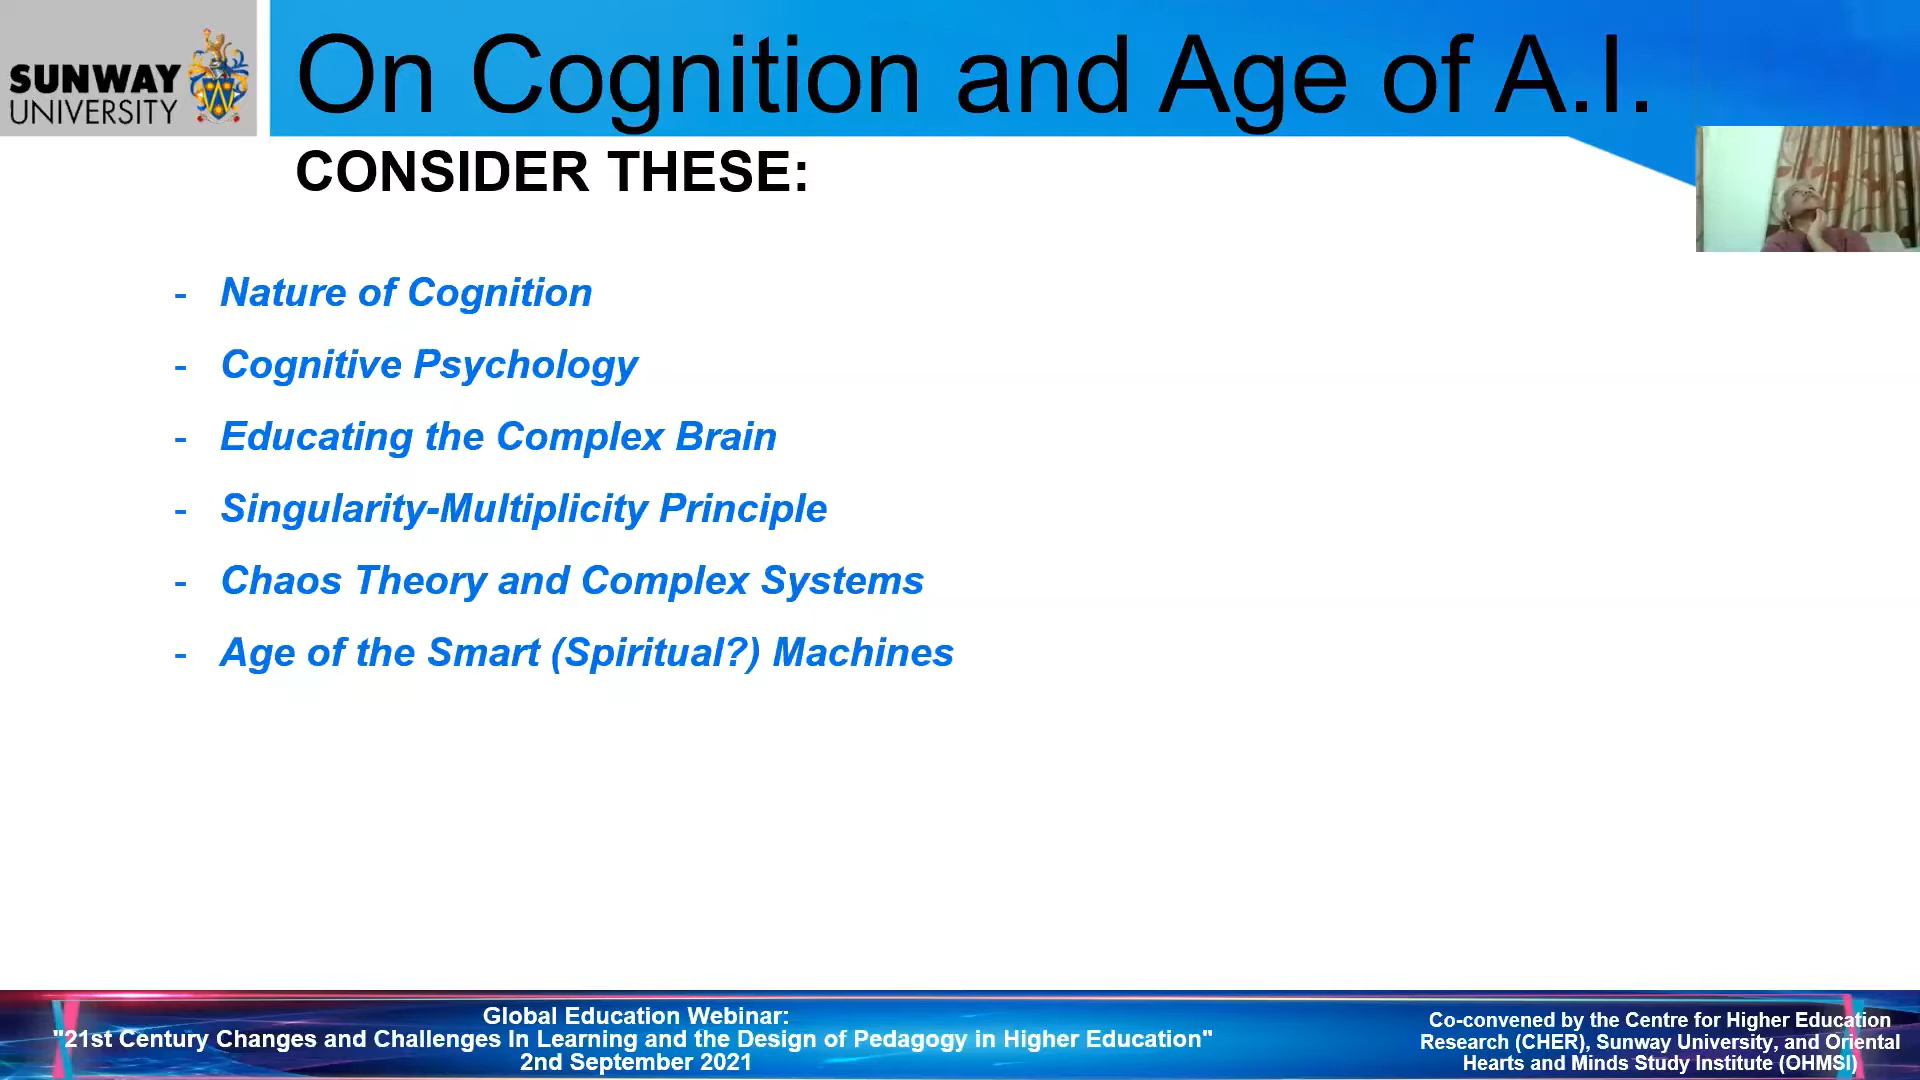 SUNWAY
UNIVERSITY
On Cognition and Age of A.I.
CONSIDER THESE:
- Nature of Cognition
- Cognitive Psychology
- Educating the Complex Brain
- Singularity-Multiplicity Principle
- Chaos Theory and Complex Systems
- Age of the Smart (Spiritual?) Machines
Global Education Webinar:
"21st Century Changes and Challenges In Learning and the Design of Pedagogy in Higher Education"
2nd September 2021
Co-convened by the Centre for Higher Education
Research (CHER), Sunway University, and Oriental
Hearts and Minds Study Institute (OHMSI)